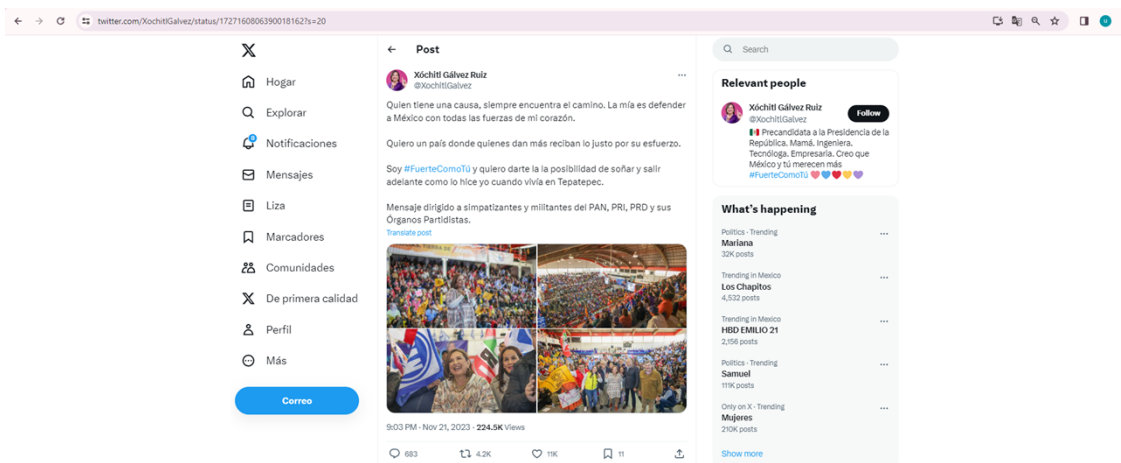 twitter.com/XochitlGalvez/status/1727160806390018162?s=20
Hogar
Explorar
Notificaciones
Mensajes
Liza
Marcadores
Comunidades
De primera calidad
Perfil
Más
Correo
Post
Xóchitl Gálvez Ruiz
@XochitlGalvez
Quien tiene una causa, siempre encuentra el camino. La mía es defender
a México con todas las fuerzas de mi corazón.
Quiero un país donde quienes dan más reciban lo justo por su esfuerzo.
Soy #FuerteComoTú y quiero darte la la posibilidad de soñar y salir
adelante como lo hice yo cuando vivía en Tepatepec.
Mensaje dirigido a simpatizantes y militantes del PAN, PRI, PRD y sus
Órganos Partidistas.
Translate post
9:03 PM · Nov 21, 2023 · 224.5K Views
683 4.2K 11K 11
Search
Relevant people
Xóchitl Gálvez Ruiz
@XochitlGalvez
Follow
Precandidata a la Presidencia de la
República. Mamá. Ingeniera.
Tecnóloga. Empresaria. Creo que
México y tú merecen más
#FuerteComoTú
What's happening
Politics · Trending
Mariana
32K posts
Trending in Mexico
Los Chapitos
4,532 posts
Trending in Mexico
HBD EMILIO 21
2,156 posts
Politics · Trending
Samuel
111K posts
Only on X · Trending
Mujeres
210K posts
Show more